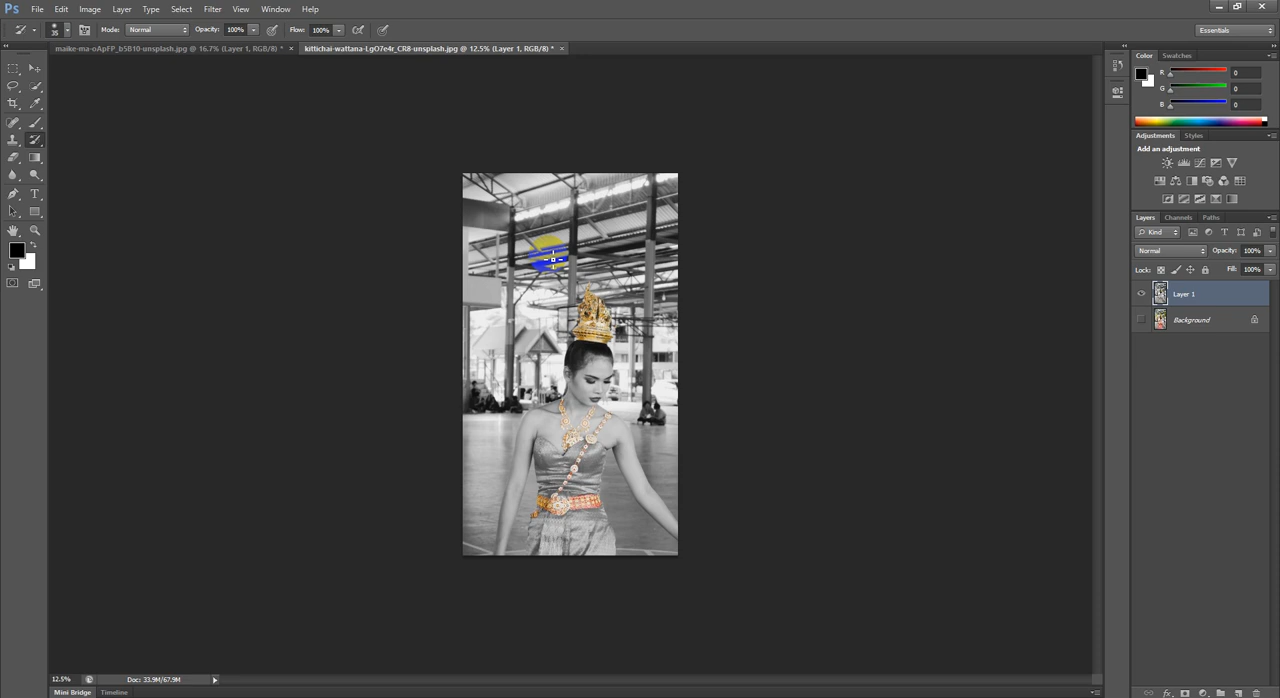 Ps File Edit Image Layer Type Select Filter View Window Help
35 Mode: Normal Opacity: 100% Flow: 100% Essentials
maike-ma-oApFP_b5B10-unsplash.jpg @ 16.7% (Layer 1, RGB/8) * × kittichai-wattana-LgO7e4r_CR8-unsplash.jpg @ 12.5% (Layer 1, RGB/8) * ×
Color Swatches
R 0
G 0
B 0
Adjustments Styles
Add an adjustment
Layers Channels Paths
Kind
Normal Opacity: 100%
Lock: Fill: 100%
Layer 1
Background
12.5% Doc: 33.9M/67.9M
Mini Bridge Timeline
fx